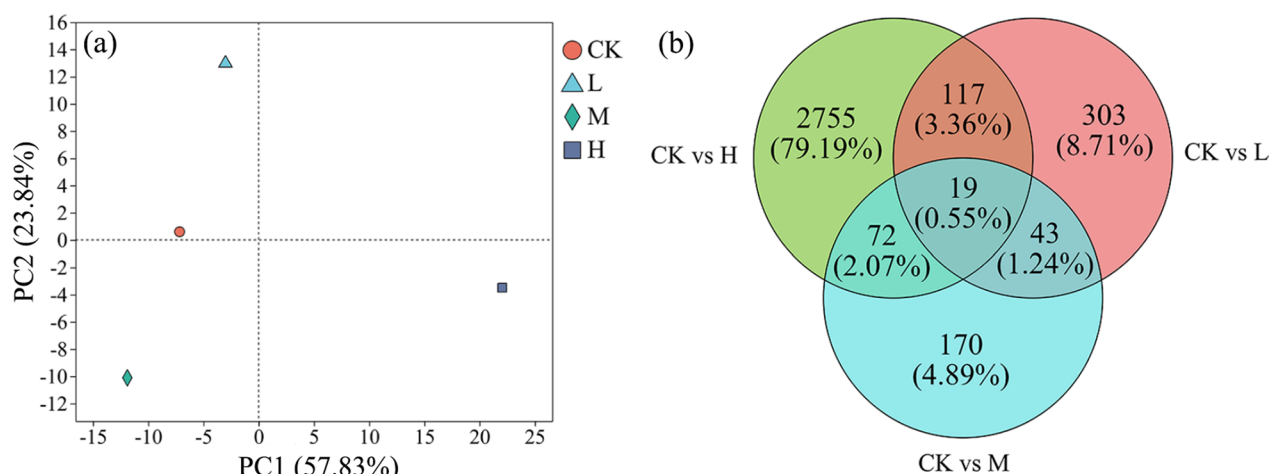 (a)
16
14
12
10
8
6
4
2
0
-2
-4
-6
-8
-10
-12
PC2 (23.84%)
-15 -10 -5 0 5 10 15 20 25
PC1 (57.83%)
CK
L
M
H
(b)
CK vs H
2755
(79.19%)
117
(3.36%)
303
(8.71%)
CK vs L
19
(0.55%)
72
(2.07%)
43
(1.24%)
170
(4.89%)
CK vs M